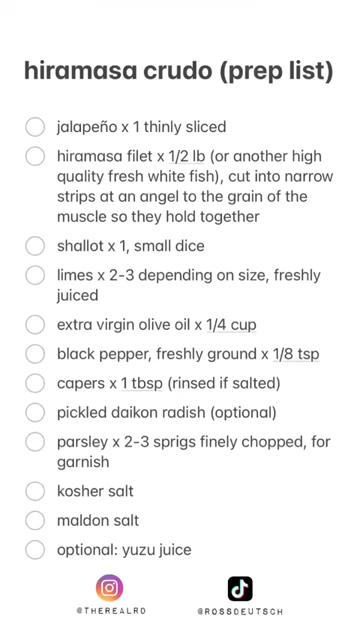 hiramasa crudo (prep list)
jalapeño x 1 thinly sliced
hiramasa filet x 1/2 lb (or another high
quality fresh white fish), cut into narrow
strips at an angel to the grain of the
muscle so they hold together
shallot x 1, small dice
limes x 2-3 depending on size, freshly
juiced
extra virgin olive oil x 1/4 cup
black pepper, freshly ground x 1/8 tsp
capers x 1 tbsp (rinsed if salted)
pickled daikon radish (optional)
parsley x 2-3 sprigs finely chopped, for
garnish
kosher salt
maldon salt
optional: yuzu juice
@THEREALRD @ROSSDEUTSCH